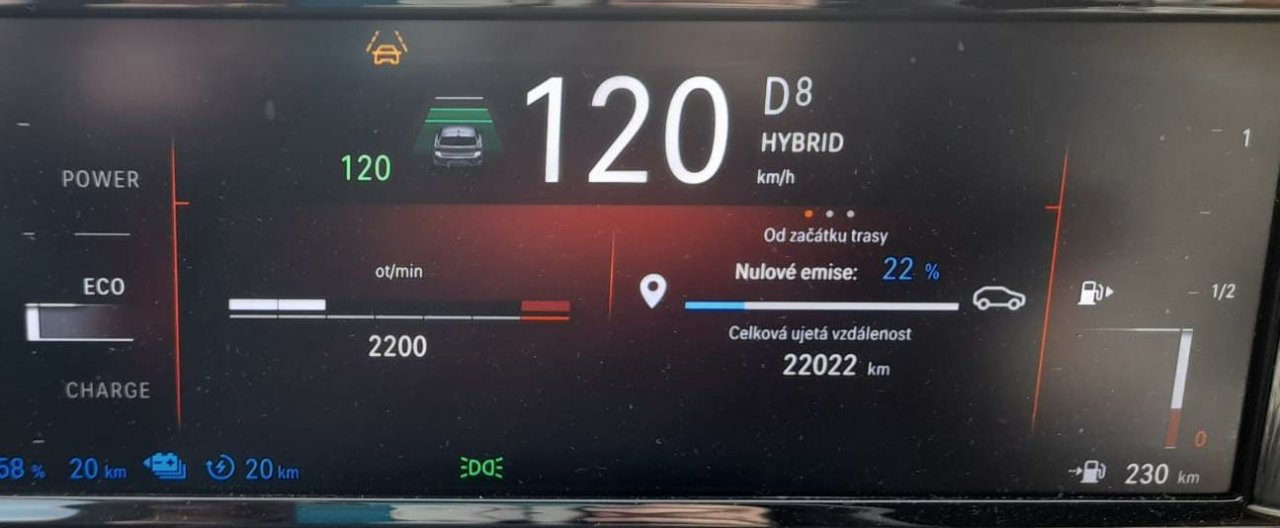 120
120
D8
HYBRID
km/h
1
POWER
Od začátku trasy
ot/min
Nulové emise: 22 %
ECO
1/2
Celková ujetá vzdálenost
2200
22022 km
CHARGE
0
58 % 20 km 20 km
230 km